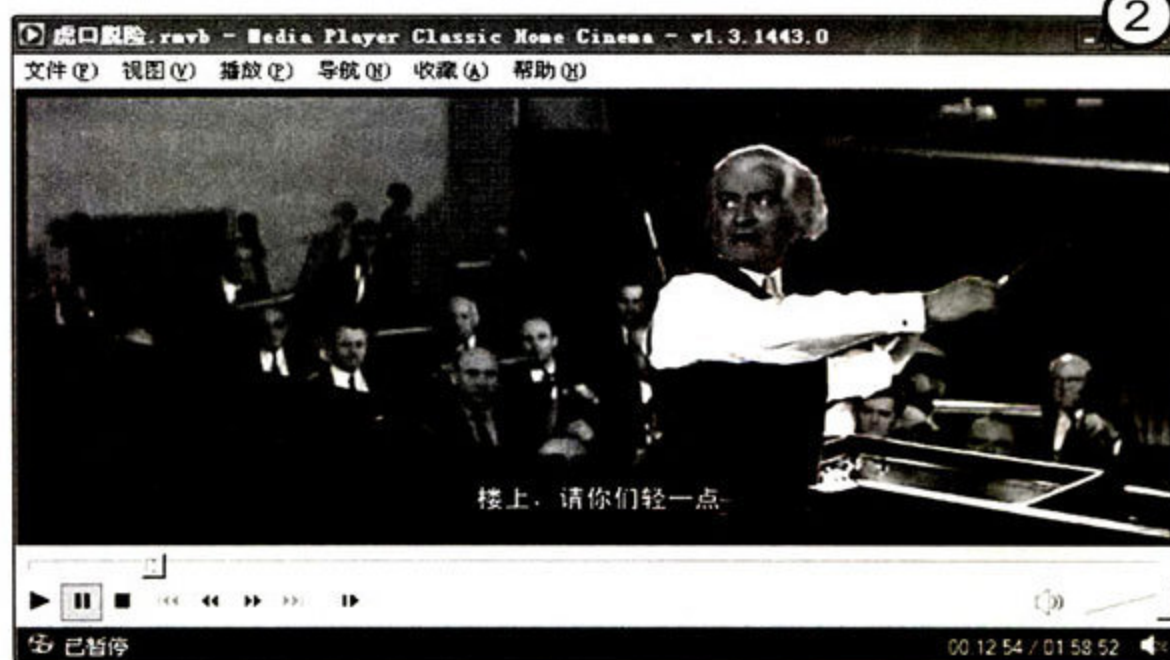 ②
虎口脱险.rmvb - Media Player Classic Home Cinema - v1.3.1443.0
文件(F) 视图(V) 播放(P) 导航(N) 收藏(A) 帮助(H)
楼上, 请你们轻一点
已暂停 00:12:54 / 01:58:52